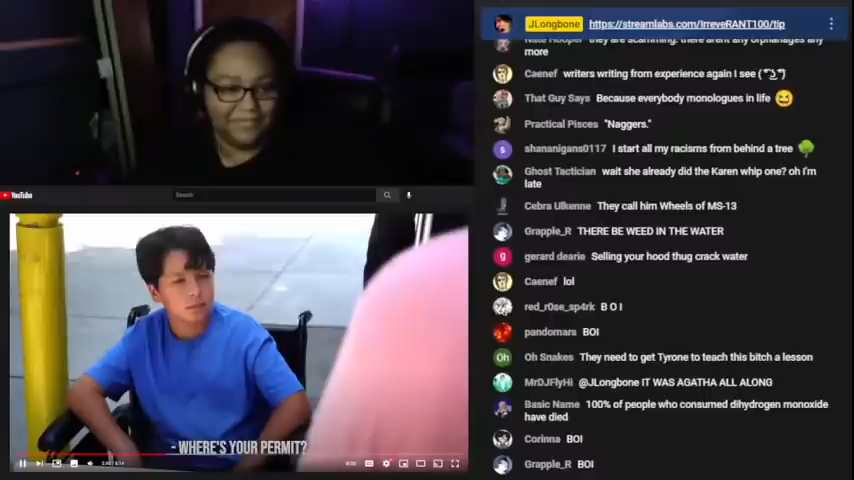 JLongbone https://streamlabs.com/IrreveRANT100/tip
Nate Hooper they are scamming. there arent any orphanages any
more
Caenef writers writing from experience again I see ( ͡° ͜ʖ ͡°)
That Guy Says Because everybody monologues in life 😆
Practical Pisces "Naggers."
shananigans0117 I start all my racisms from behind a tree 🌳
Ghost Tactician wait she already did the Karen whip one? oh I'm
late
Cebra Ulkenne They call him Wheels of MS-13
Grapple_R THERE BE WEED IN THE WATER
gerard dearie Selling your hood thug crack water
Caenef lol
red_r0se_sp4rk B O I
pandomara BOI
Oh Snakes They need to get Tyrone to teach this bitch a lesson
MrDJFlyHi @JLongbone IT WAS AGATHA ALL ALONG
Basic Name 100% of people who consumed dihydrogen monoxide
have died
Corinna BOI
Grapple_R BOI
YouTube
Search
- WHERE'S YOUR PERMIT?